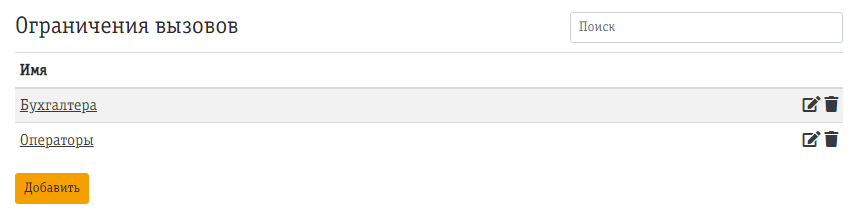 Ограничения вызовов
Поиск
Имя
Бухгалтера
Операторы
Добавить